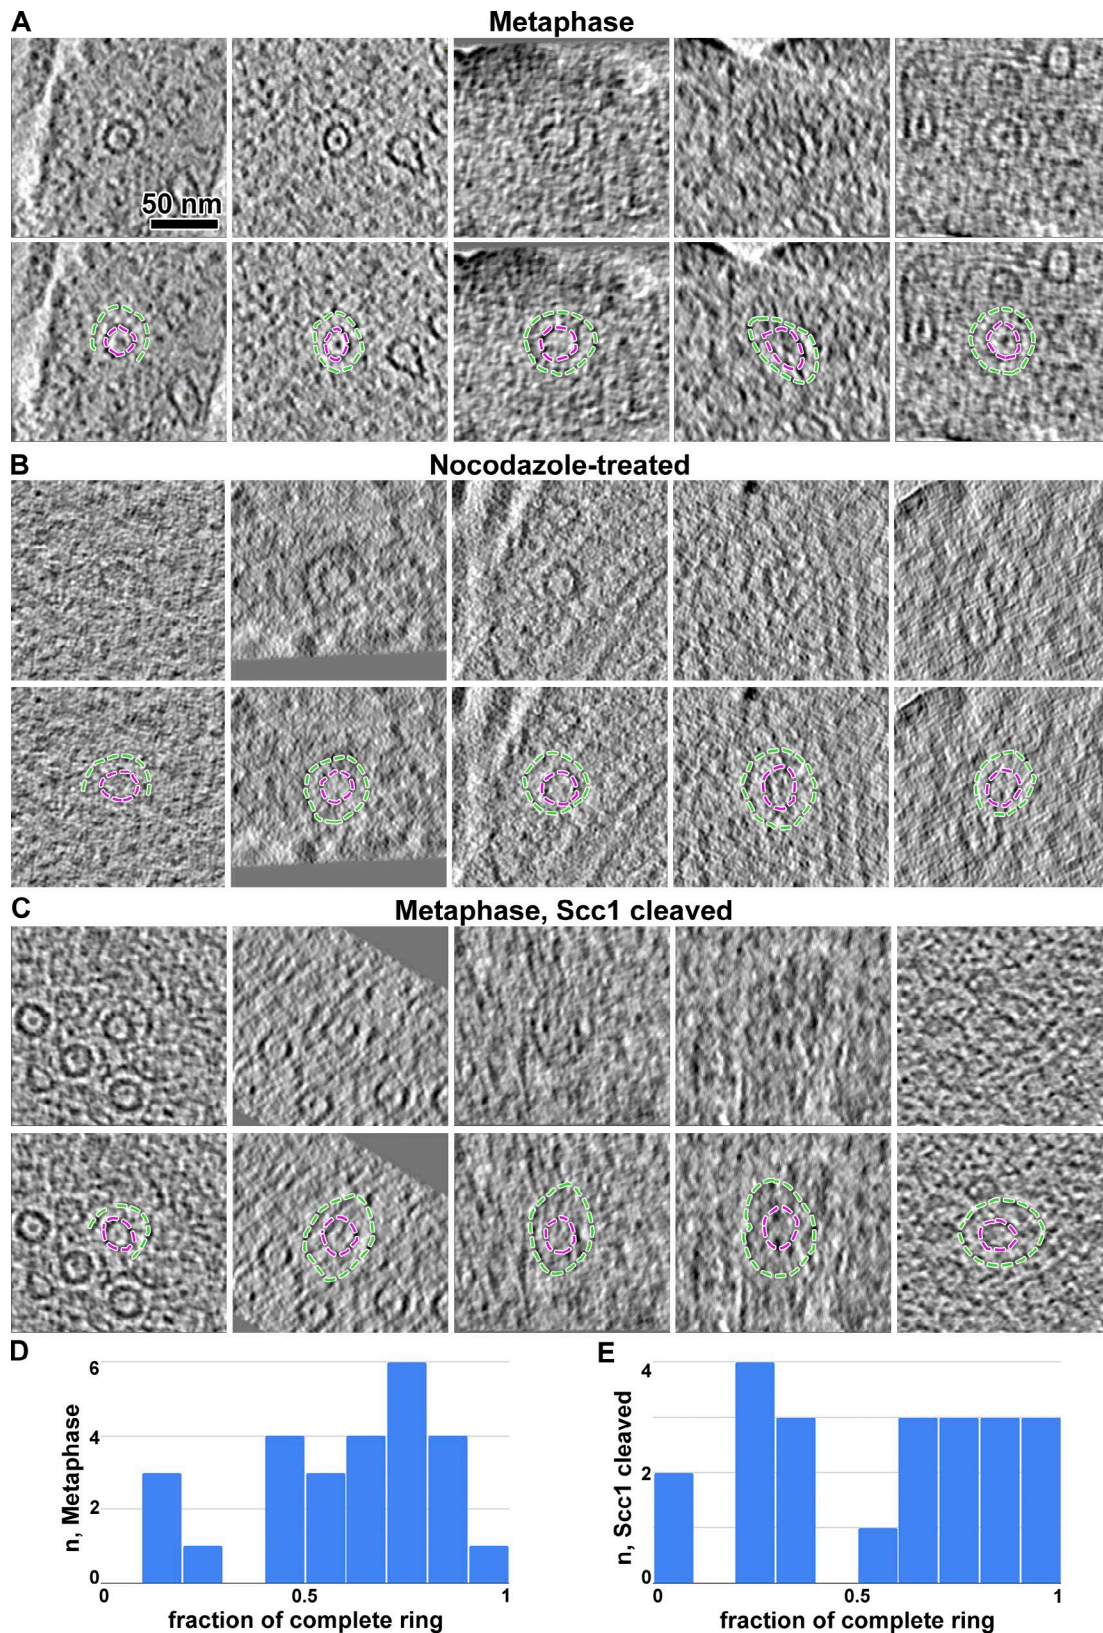 A
Metaphase
50 nm
B
Nocodazole-treated
C
Metaphase, Scc1 cleaved
D
n, Metaphase
6
4
2
0
0
0.5
1
fraction of complete ring
E
n, Scc1 cleaved
4
2
0
0
0.5
1
fraction of complete ring